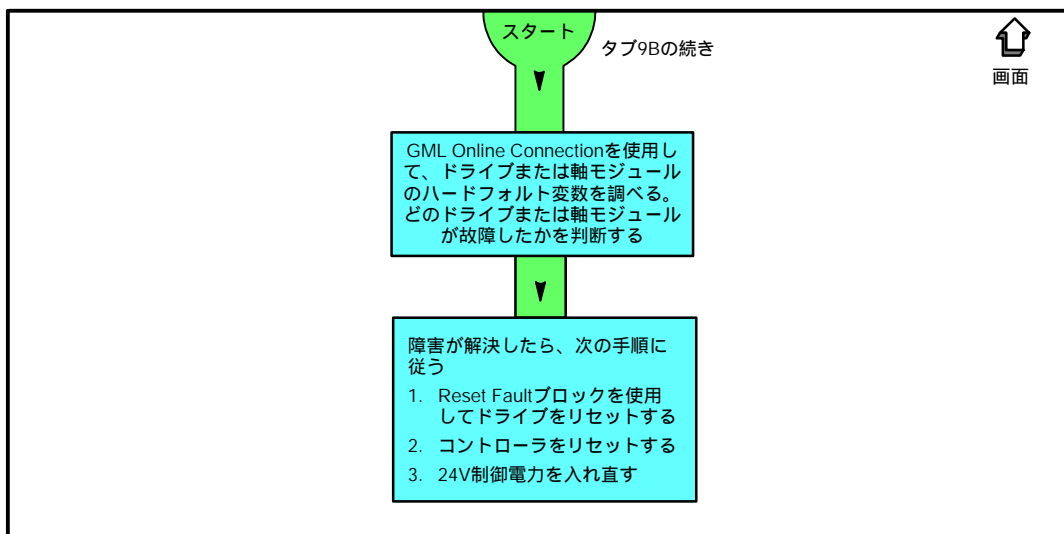 スタート
タブ9Bの続き
画面
GML Online Connectionを使用し
て、ドライブまたは軸モジュール
のハードフォルト変数を調べる。
どのドライブまたは軸モジュール
が故障したかを判断する
障害が解決したら、次の手順に
従う
1. Reset Faultブロックを使用
してドライブをリセットする
2. コントローラをリセットする
3. 24V制御電力を入れ直す